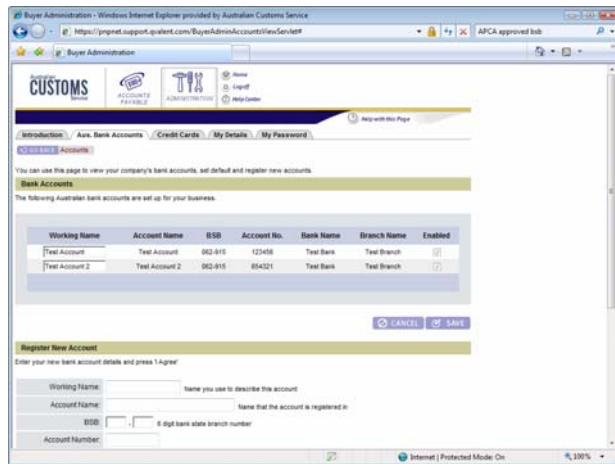 Buyer Administration - Windows Internet Explorer provided by Australian Customs Service
https://pnpnet.support.qvalent.com/BuyerAdminAccountsViewServlet# APCA approved bsb
Buyer Administration
Australian CUSTOMS Service
ACCOUNTS PAYABLE
ADMINISTRATION
Home
Logoff
Help Center
Help with this Page
Introduction Aus. Bank Accounts Credit Cards My Details My Password
GO BACK Accounts
You can use this page to view your company's bank accounts, set default and register new accounts.
Bank Accounts
The following Australian bank accounts are set up for your business.
Working Name Account Name BSB Account No. Bank Name Branch Name Enabled
Test Account Test Account 062-915 123456 Test Bank Test Branch
Test Account 2 Test Account 2 062-915 654321 Test Bank Test Branch
CANCEL SAVE
Register New Account
Enter your new bank account details and press 'I Agree'
Working Name: Name you use to describe this account
Account Name: Name that the account is registered in
BSB: - 6 digit bank state branch number
Account Number:
Internet | Protected Mode: On 100%